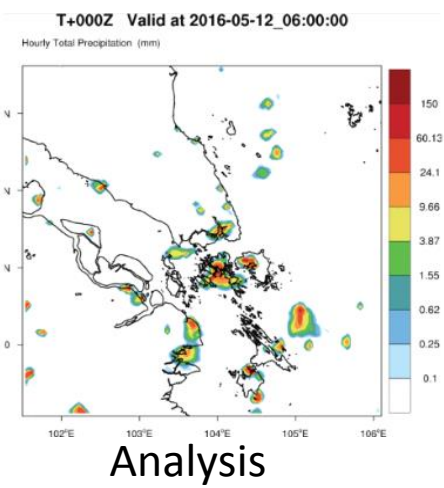 T+000Z Valid at 2016-05-12_06:00:00
Hourly Total Precipitation (mm)
N
N
N
0
150
60.13
24.1
9.66
3.87
1.55
0.62
0.25
0.1
102°E 103°E 104°E 105°E 106°E
Analysis